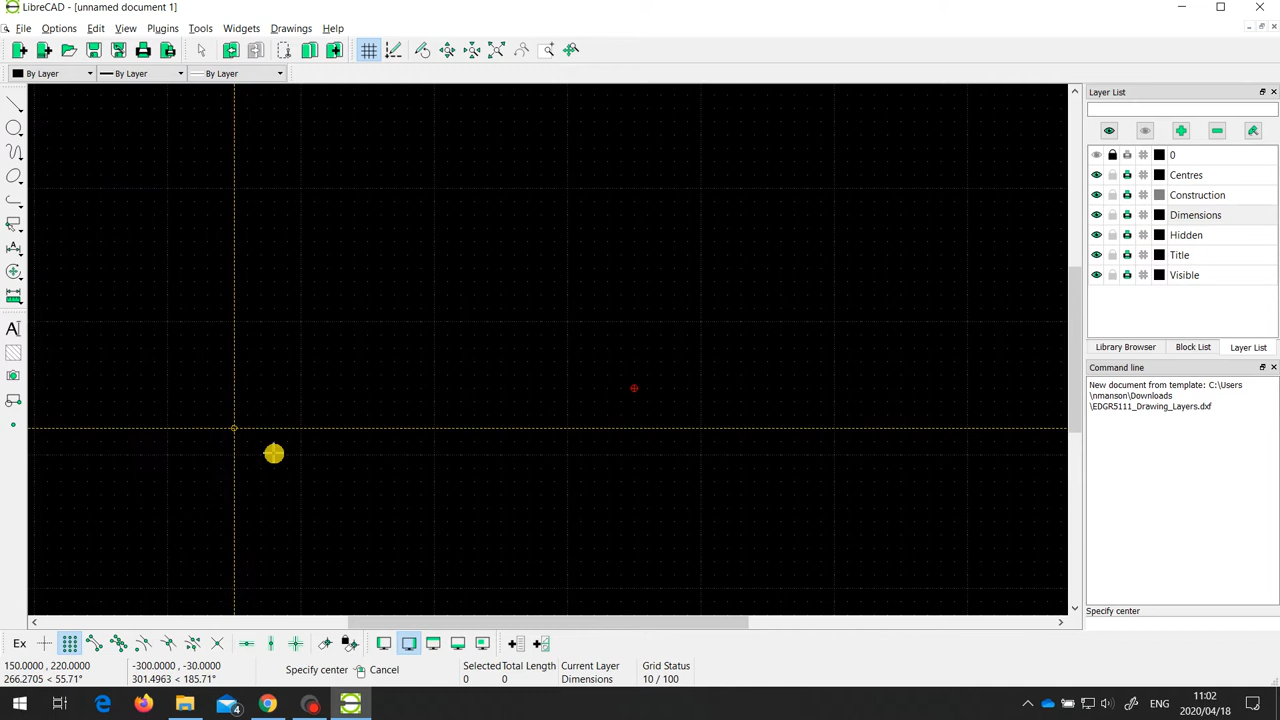 LibreCAD - [unnamed document 1]
File Options Edit View Plugins Tools Widgets Drawings Help
By Layer By Layer By Layer
Layer List
0
Centres
Construction
Dimensions
Hidden
Title
Visible
Library Browser Block List Layer List
Command line
New document from template: C:\Users
\nmanson\Downloads
\EDGR5111_Drawing_Layers.dxf
Specify center
Ex
150.0000 , 220.0000
266.2705 < 55.71°
-300.0000 , -30.0000
301.4963 < 185.71°
Specify center Cancel
Selected Total Length
0 0
Current Layer
Dimensions
Grid Status
10 / 100
4
ENG
11:02
2020/04/18